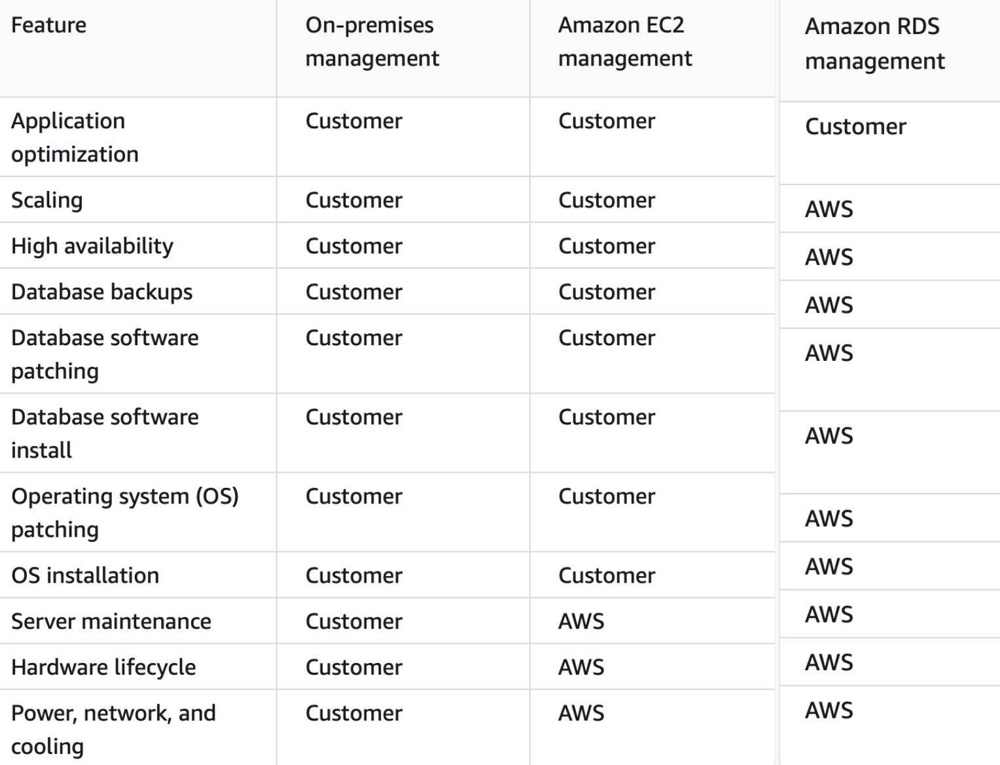 Feature On-premises management Amazon EC2 management Amazon RDS management
Application optimization Customer Customer Customer
Scaling Customer Customer AWS
High availability Customer Customer AWS
Database backups Customer Customer AWS
Database software patching Customer Customer AWS
Database software install Customer Customer AWS
Operating system (OS) patching Customer Customer AWS
OS installation Customer Customer AWS
Server maintenance Customer AWS AWS
Hardware lifecycle Customer AWS AWS
Power, network, and cooling Customer AWS AWS